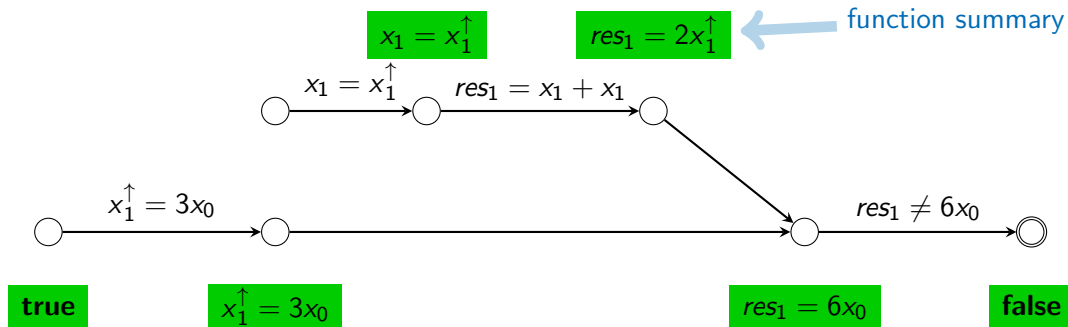 function summary
x₁ = x₁^↑ res₁ = 2x₁^↑
x₁ = x₁^↑ res₁ = x₁ + x₁
x₁^↑ = 3x₀ res₁ ≠ 6x₀
true x₁^↑ = 3x₀ res₁ = 6x₀ false